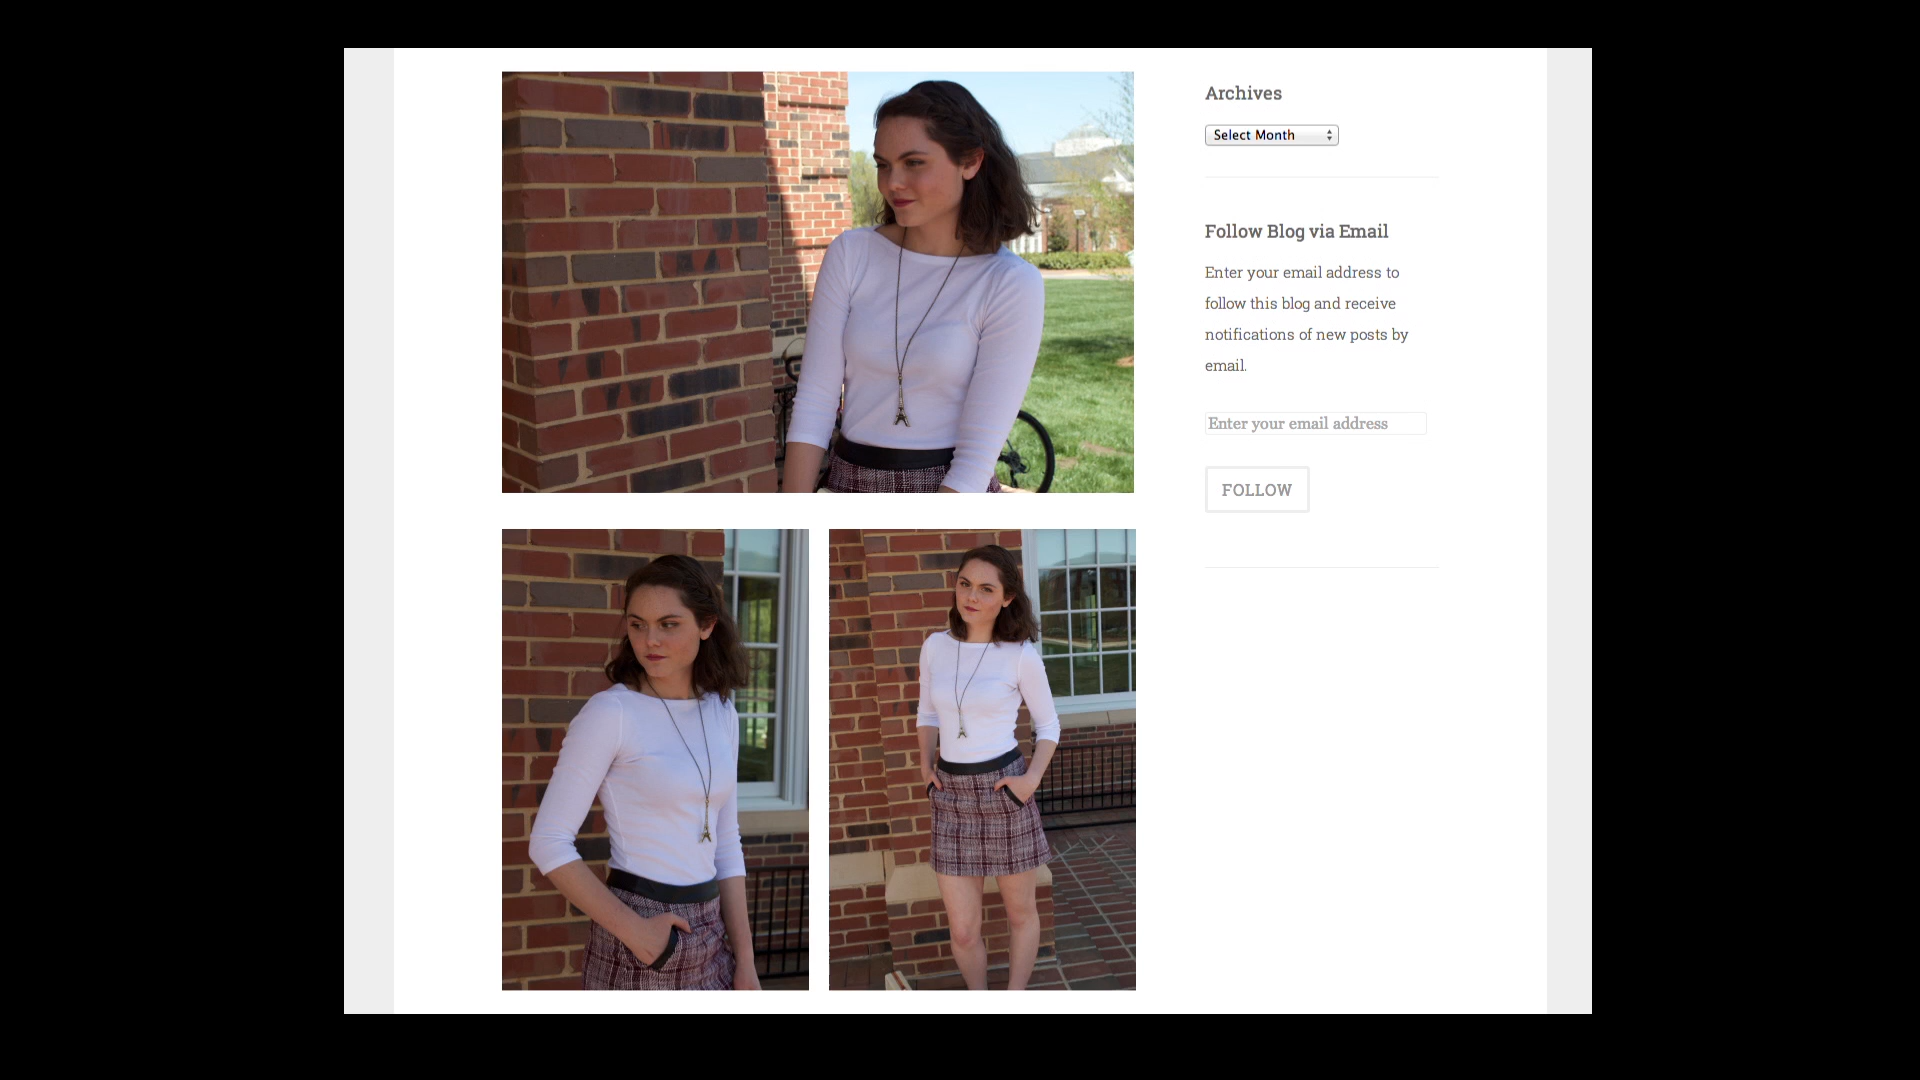 Archives
Select Month
Follow Blog via Email
Enter your email address to
follow this blog and receive
notifications of new posts by
email.
Enter your email address
FOLLOW